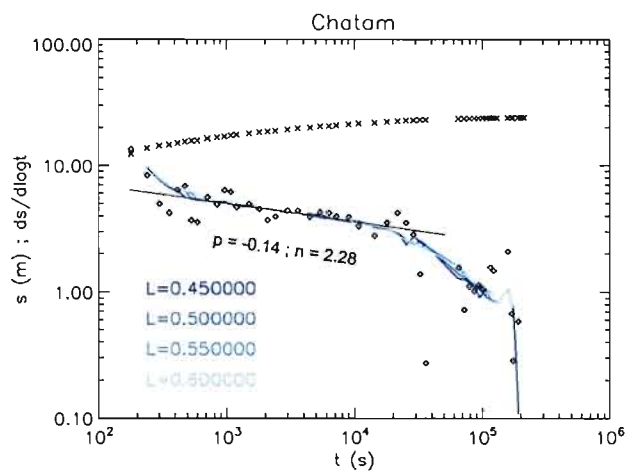 Chatam
100.00
10.00
1.00
0.10
s (m) ; ds/dlogt
p = -0.14 ; n = 2.28
L=0.450000
L=0.500000
L=0.550000
L=0.600000
10² 10³ 10⁴ 10⁵ 10⁶
t (s)